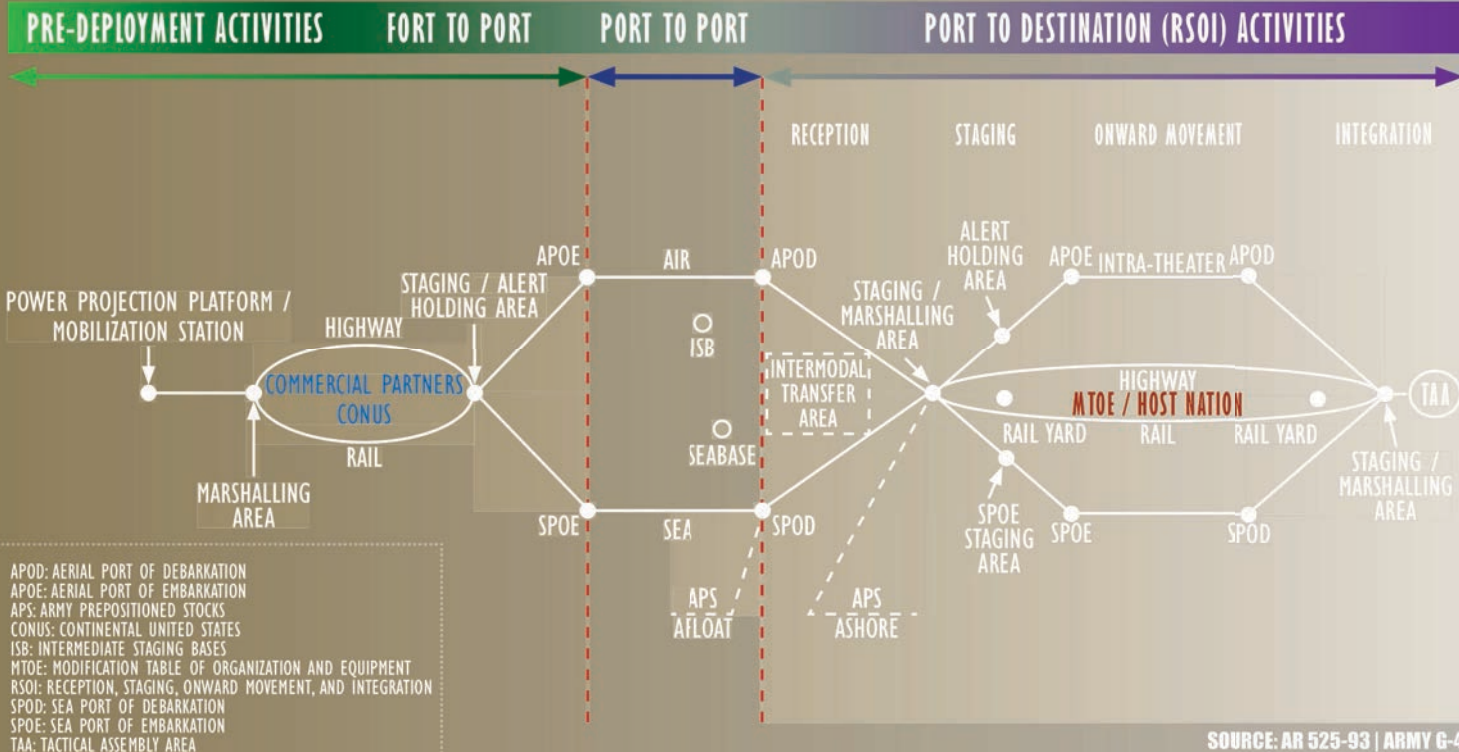 PRE-DEPLOYMENT ACTIVITIES
FORT TO PORT
PORT TO PORT
PORT TO DESTINATION (RSOI) ACTIVITIES
RECEPTION
STAGING
ONWARD MOVEMENT
INTEGRATION
POWER PROJECTION PLATFORM /
MOBILIZATION STATION
MARSHALLING
AREA
HIGHWAY
COMMERCIAL PARTNERS
CONUS
RAIL
STAGING / ALERT
HOLDING AREA
APOE
SPOE
AIR
ISB
SEABASE
SEA
APOD
SPOD
APS
AFLOAT
INTERMODAL
TRANSFER
AREA
APS
ASHORE
STAGING /
MARSHALLING
AREA
ALERT
HOLDING
AREA
APOE
INTRA-THEATER
APOD
HIGHWAY
MTOE / HOST NATION
RAIL YARD
RAIL
RAIL YARD
SPOE
STAGING
AREA
SPOE
SPOD
TAA
STAGING /
MARSHALLING
AREA
APOD: AERIAL PORT OF DEBARKATION
APOE: AERIAL PORT OF EMBARKATION
APS: ARMY PREPOSITIONED STOCKS
CONUS: CONTINENTAL UNITED STATES
ISB: INTERMEDIATE STAGING BASES
MTOE: MODIFICATION TABLE OF ORGANIZATION AND EQUIPMENT
RSOI: RECEPTION, STAGING, ONWARD MOVEMENT, AND INTEGRATION
SPOD: SEA PORT OF DEBARKATION
SPOE: SEA PORT OF EMBARKATION
TAA: TACTICAL ASSEMBLY AREA
SOURCE: AR 525-93 | ARMY G-4